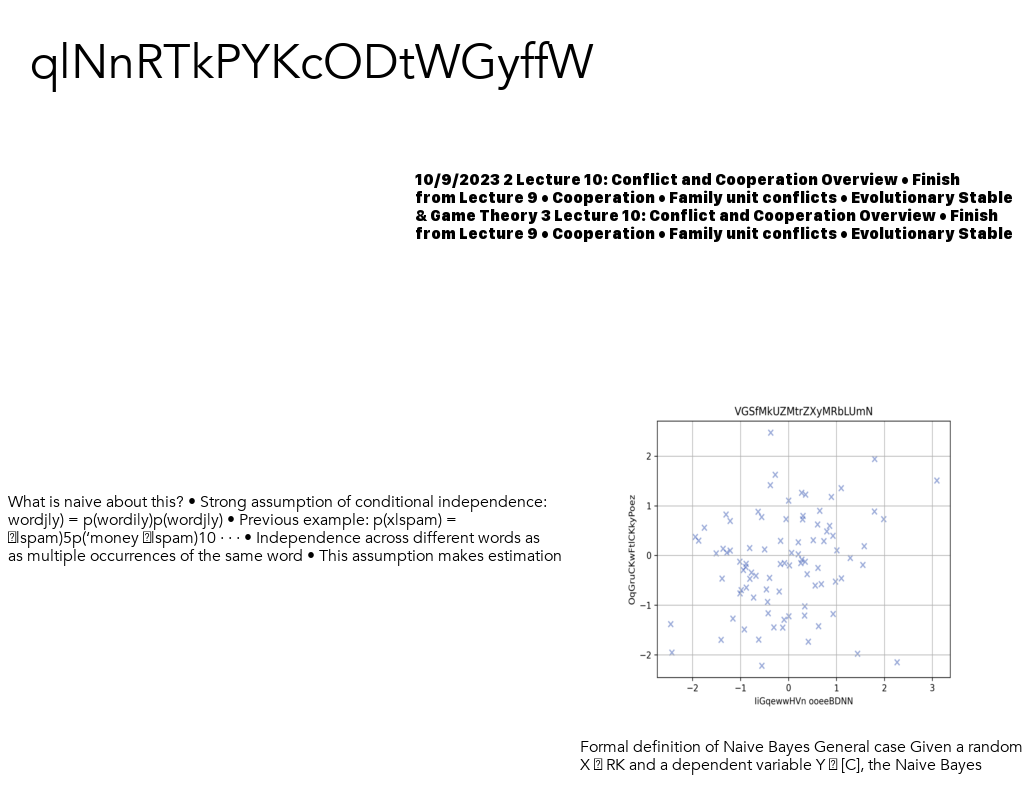 qlNnRTkPYKcODtWGyffW
10/9/2023 2 Lecture 10: Conflict and Cooperation Overview • Finish
from Lecture 9 • Cooperation • Family unit conflicts • Evolutionary Stable
& Game Theory 3 Lecture 10: Conflict and Cooperation Overview • Finish
from Lecture 9 • Cooperation • Family unit conflicts • Evolutionary Stable
VGSfMkUZMtrZXyMRbLUmN
2
1
0
−1
−2
OqGruCKwFtICKkyPoez
−2 −1 0 1 2 3
IiGqewwHVn ooeeBDNN
What is naive about this? • Strong assumption of conditional independence:
wordjly) = p(wordily)p(wordjly) • Previous example: p(xlspam) =
lspam)5p(‘money lspam)10 · · · • Independence across different words as
as multiple occurrences of the same word • This assumption makes estimation
Formal definition of Naive Bayes General case Given a random
X RK and a dependent variable Y [C], the Naive Bayes